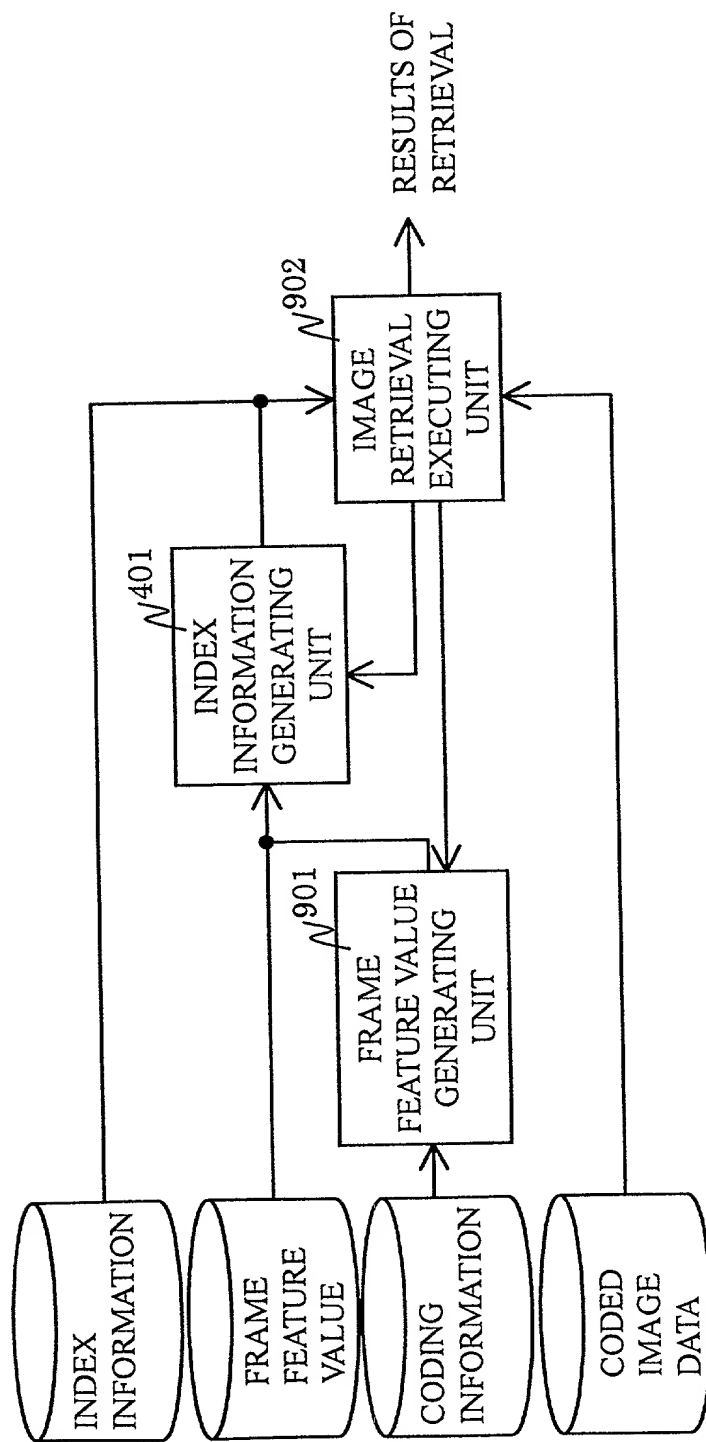 INDEX
INFORMATION
FRAME
FEATURE
VALUE
CODING
INFORMATION
CODED
IMAGE
DATA
901
FRAME
FEATURE VALUE
GENERATING
UNIT
401
INDEX
INFORMATION
GENERATING
UNIT
902
IMAGE
RETRIEVAL
EXECUTING
UNIT
RESULTS OF
RETRIEVAL